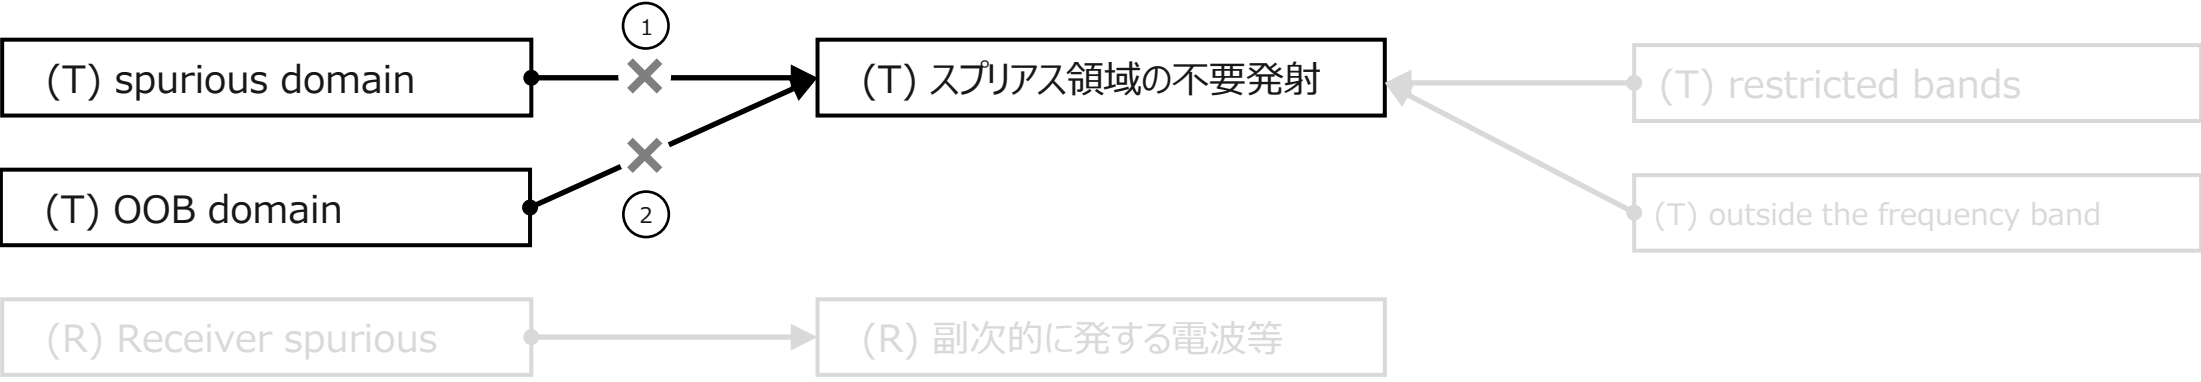 1
(T) spurious domain
(T) スプリアス領域の不要発射
(T) restricted bands
(T) OOB domain
2
(T) outside the frequency band
(R) Receiver spurious
(R) 副次的に発する電波等